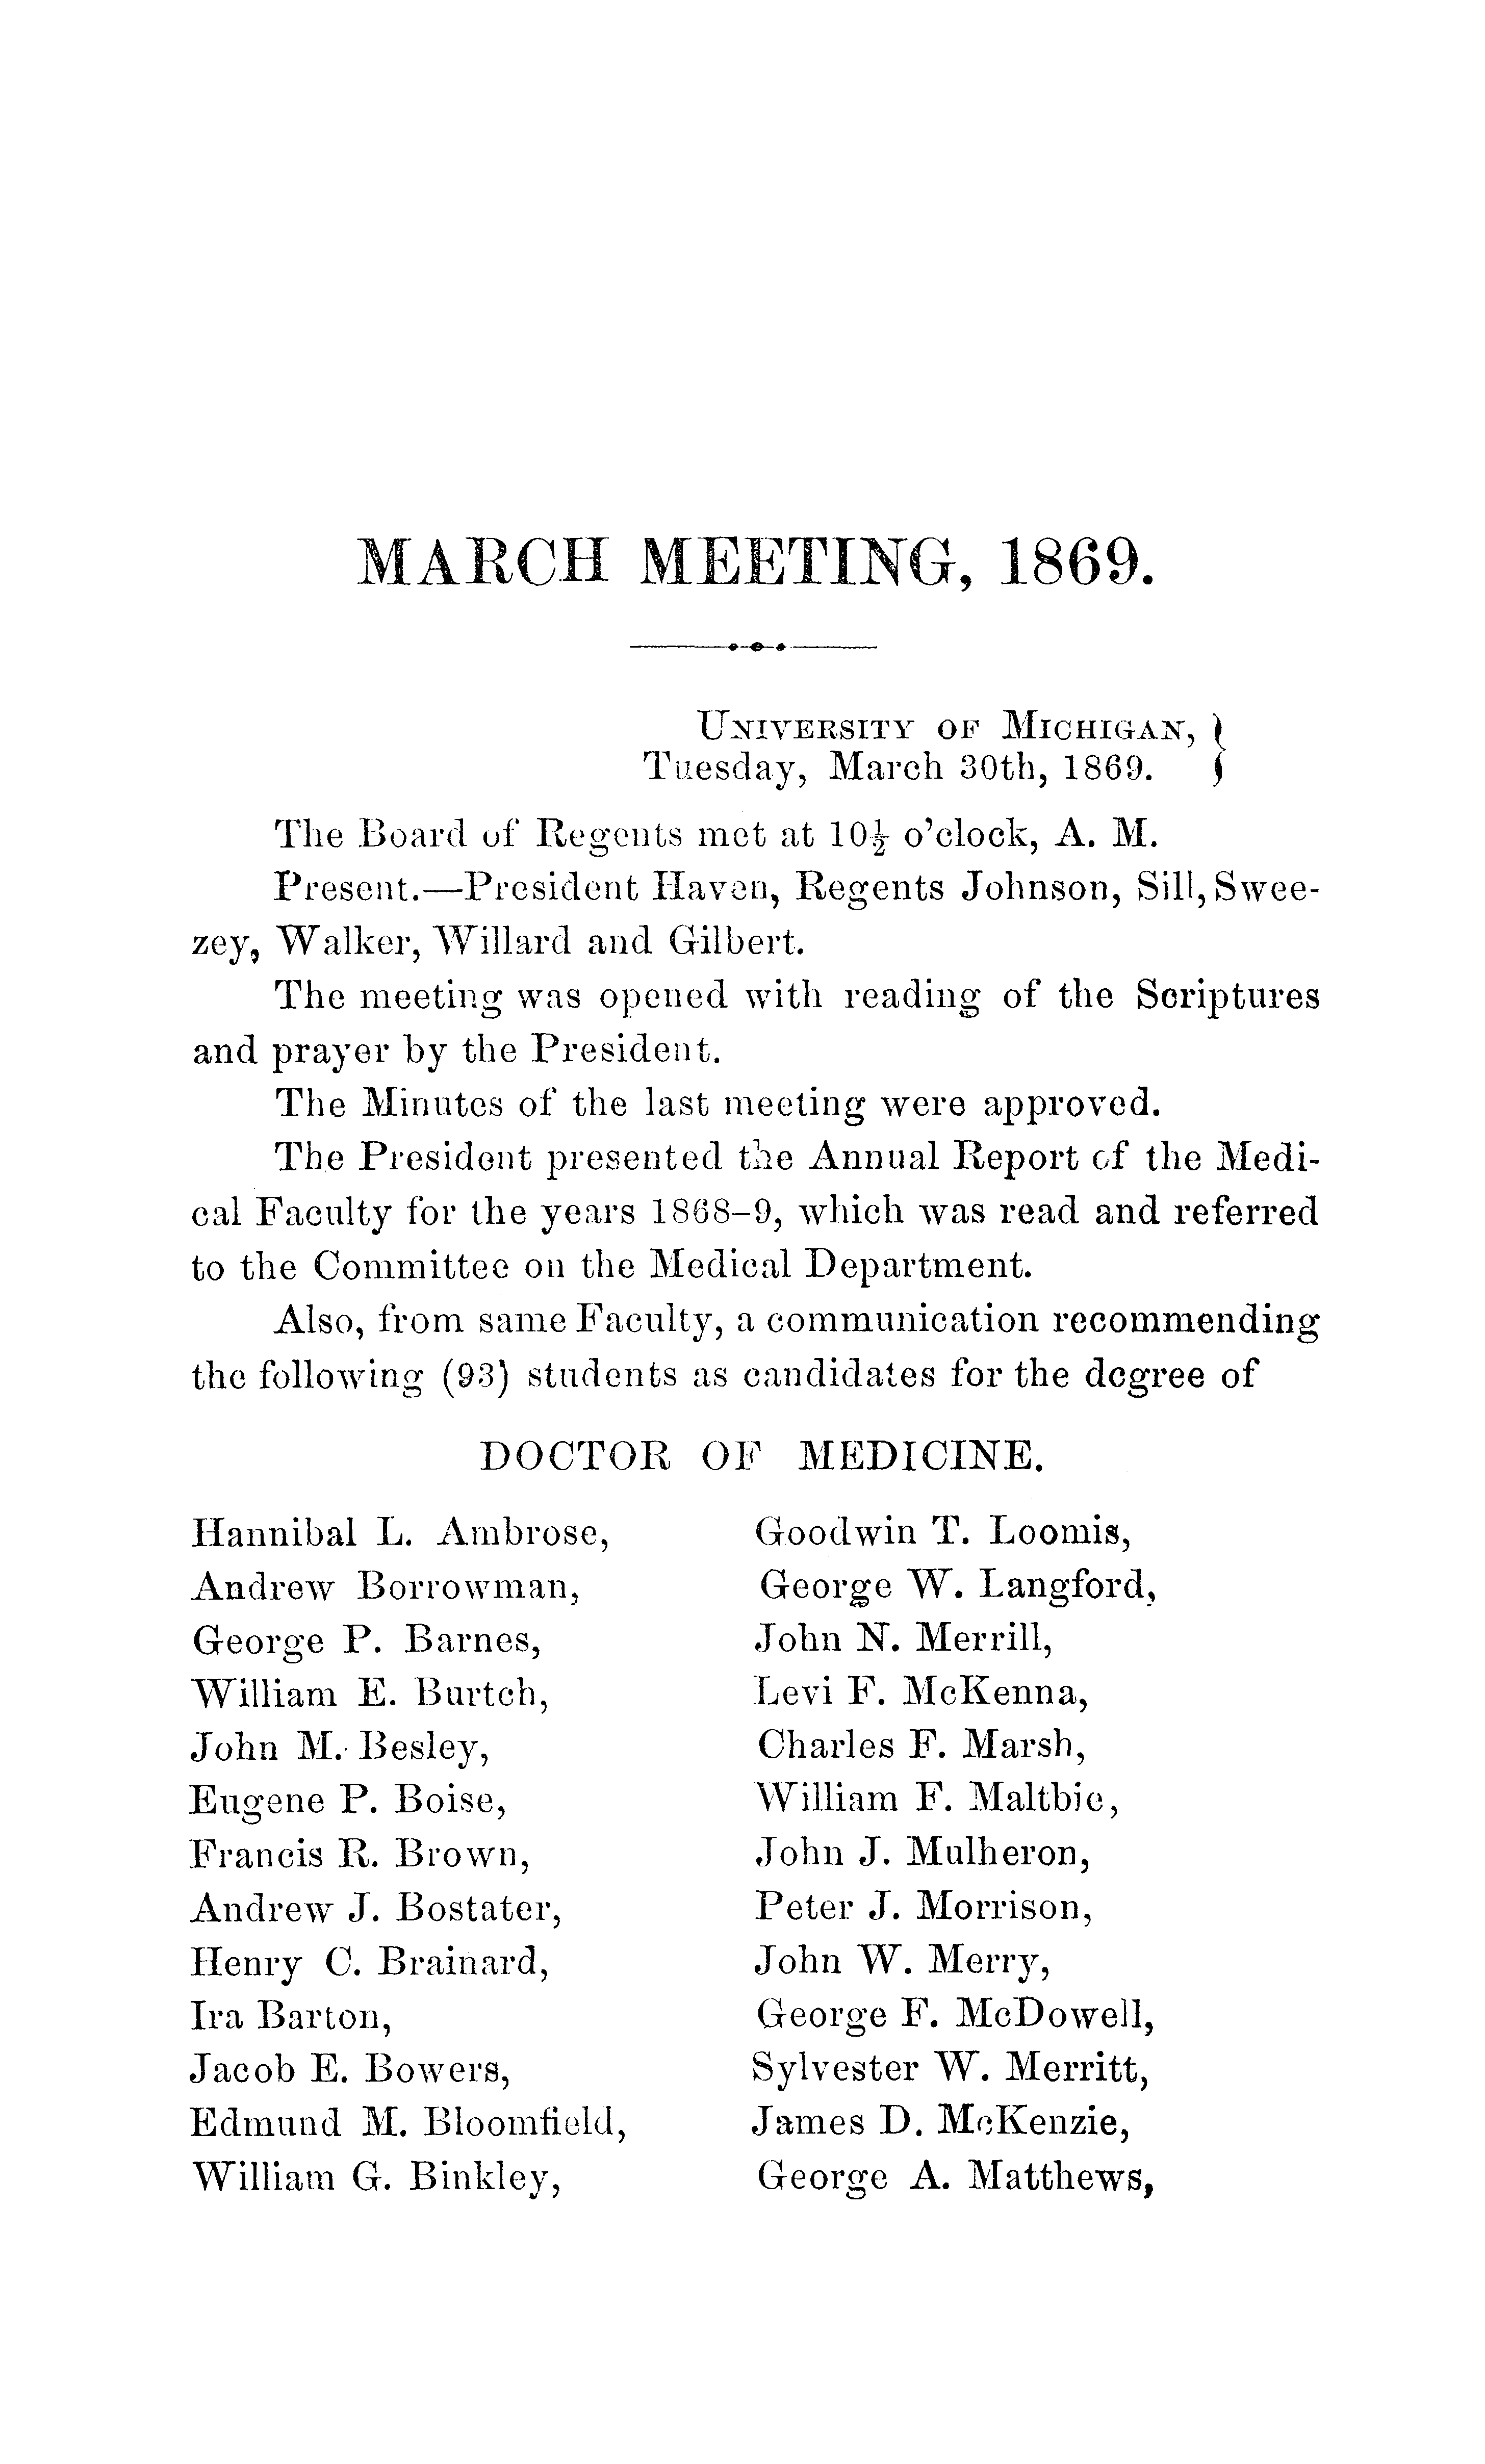 MARCH MEETING, 1869.
UNIVERSITY OF MICHIGAN,
Tuesday, March 30th, 1869.
The Board of Regents met at 10½ o'clock, A. M.
Present.—President Haven, Regents Johnson, Sill, Swee-
zey, Walker, Willard and Gilbert.
The meeting was opened with reading of the Scriptures
and prayer by the President.
The Minutes of the last meeting were approved.
The President presented the Annual Report of the Medi-
cal Faculty for the years 1868–9, which was read and referred
to the Committee on the Medical Department.
Also, from same Faculty, a communication recommending
the following (93) students as candidates for the degree of
DOCTOR OF MEDICINE.
Hannibal L. Ambrose,
Andrew Borrowman,
George P. Barnes,
William E. Burtch,
John M. Besley,
Eugene P. Boise,
Francis R. Brown,
Andrew J. Bostater,
Henry C. Brainard,
Ira Barton,
Jacob E. Bowers,
Edmund M. Bloomfield,
William G. Binkley,
Goodwin T. Loomis,
George W. Langford,
John N. Merrill,
Levi F. McKenna,
Charles F. Marsh,
William F. Maltbie,
John J. Mulheron,
Peter J. Morrison,
John W. Merry,
George F. McDowell,
Sylvester W. Merritt,
James D. McKenzie,
George A. Matthews,